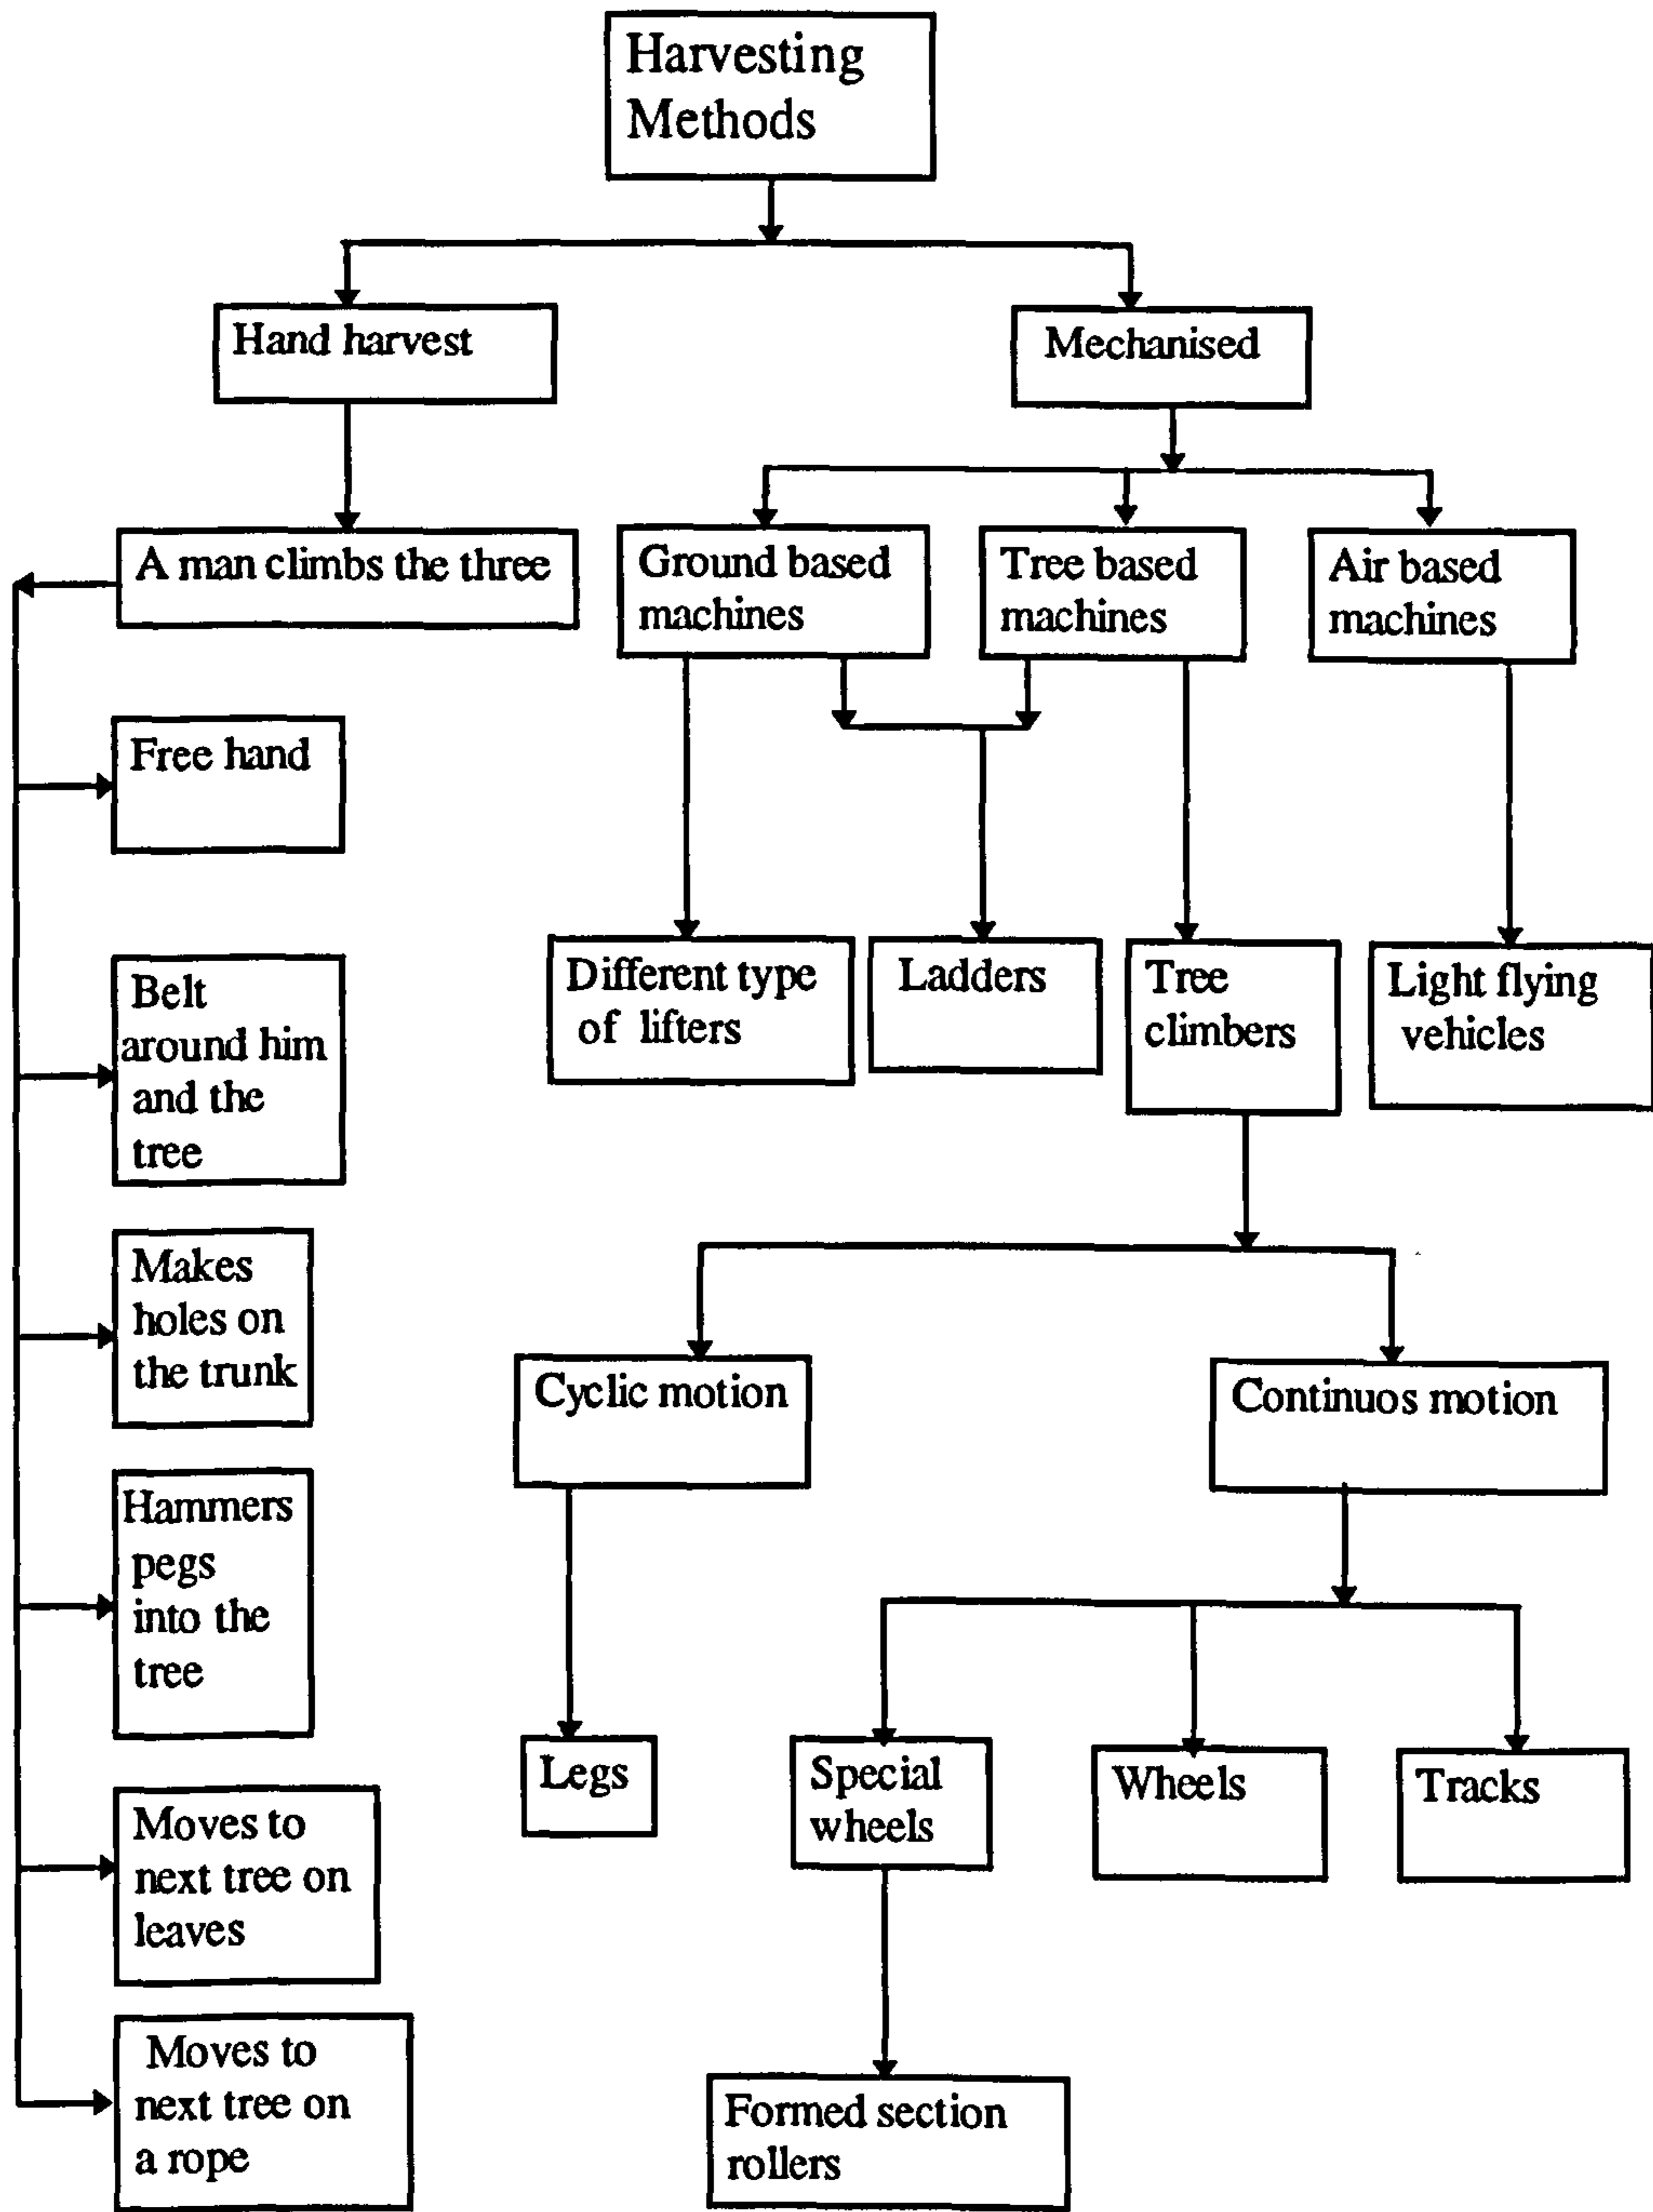 Harvesting
Methods
Hand harvest
Mechanised
A man climbs the three
Ground based
machines
Tree based
machines
Air based
machines
Free hand
Belt
around him
and the
tree
Different type
of lifters
Ladders
Tree
climbers
Light flying
vehicles
Makes
holes on
the trunk
Cyclic motion
Continuos motion
Hammers
pegs
into the
tree
Legs
Special
wheels
Wheels
Tracks
Moves to
next tree on
leaves
Moves to
next tree on
a rope
Formed section
rollers